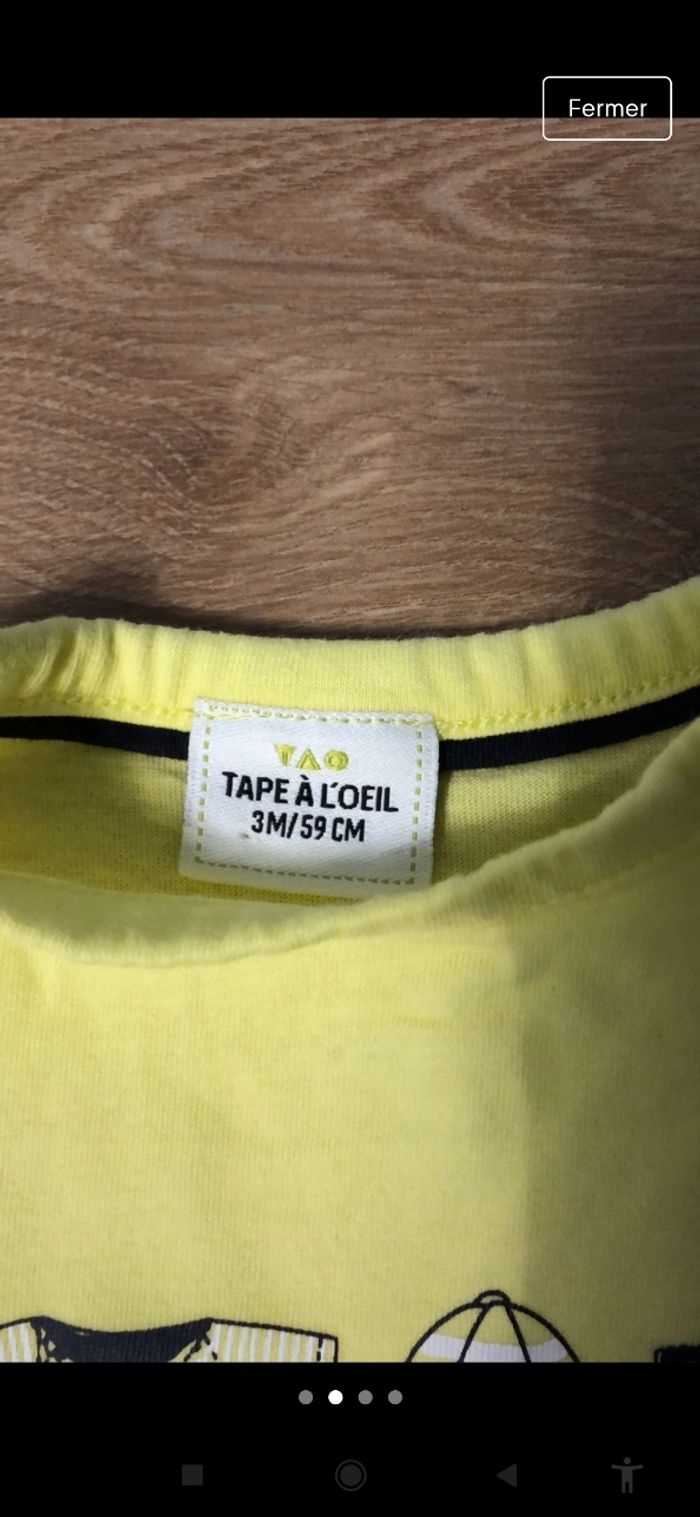 Fermer
TAO
TAPE À L'OEIL
3M/59 CM